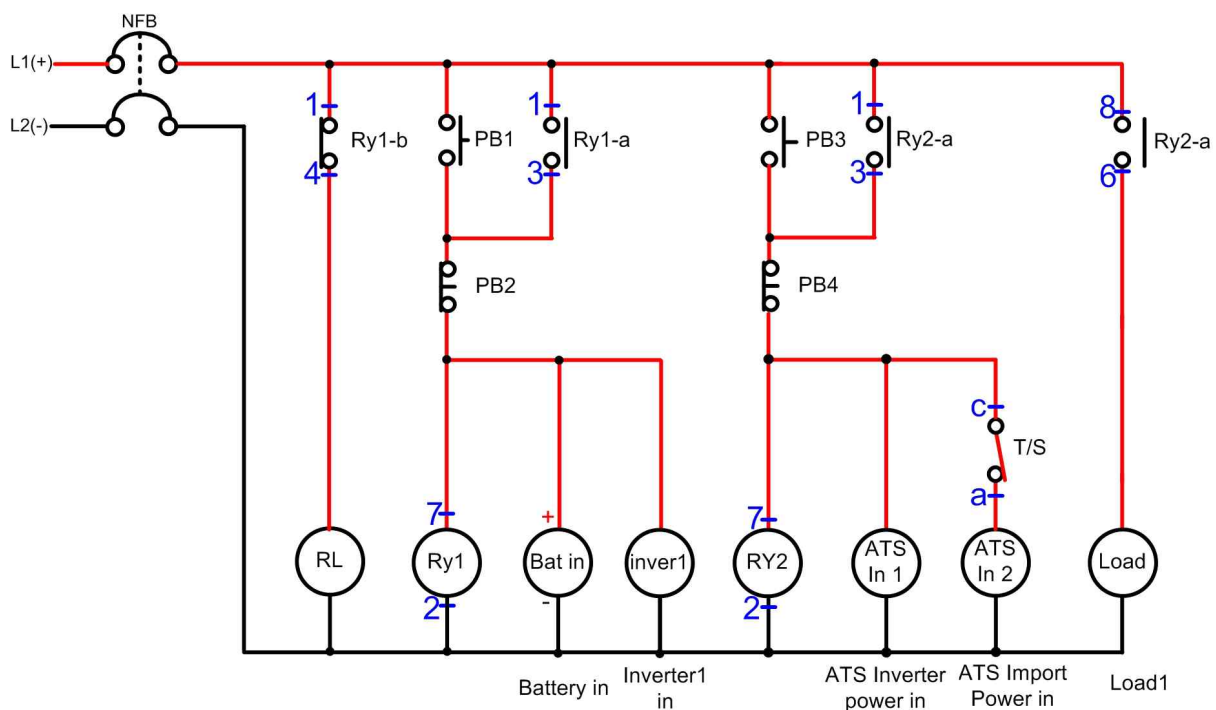 NFB
L1(+)
L2(-)
1
Ry1-b
4
PB1
1
Ry1-a
3
PB3
1
Ry2-a
3
8
Ry2-a
6
PB2
PB4
c
T/S
a
7
+
7
RL
Ry1
Bat in
inver1
RY2
ATS
In 1
ATS
In 2
Load
2
-
2
Battery in
Inverter1
in
ATS Inverter
power in
ATS Import
Power in
Load1